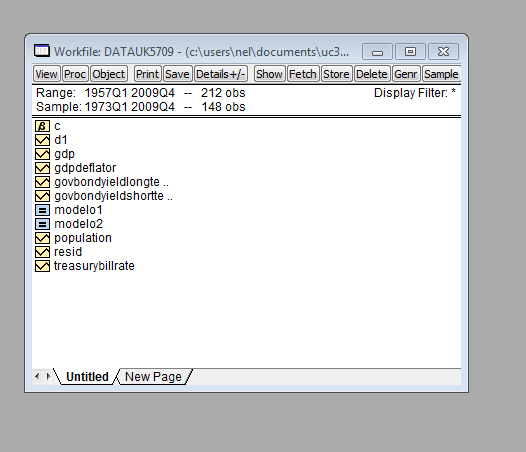 Workfile: DATAUK5709 - (c:\users\nel\documents\uc3...
View Proc Object Print Save Details+/- Show Fetch Store Delete Genr Sample
Range: 1957Q1 2009Q4 -- 212 obs Display Filter: *
Sample: 1973Q1 2009Q4 -- 148 obs
β c
d1
gdp
gdpdeflator
govbondyieldlongte ..
govbondyieldshortte ..
= modelo1
= modelo2
population
resid
treasurybillrate
Untitled New Page